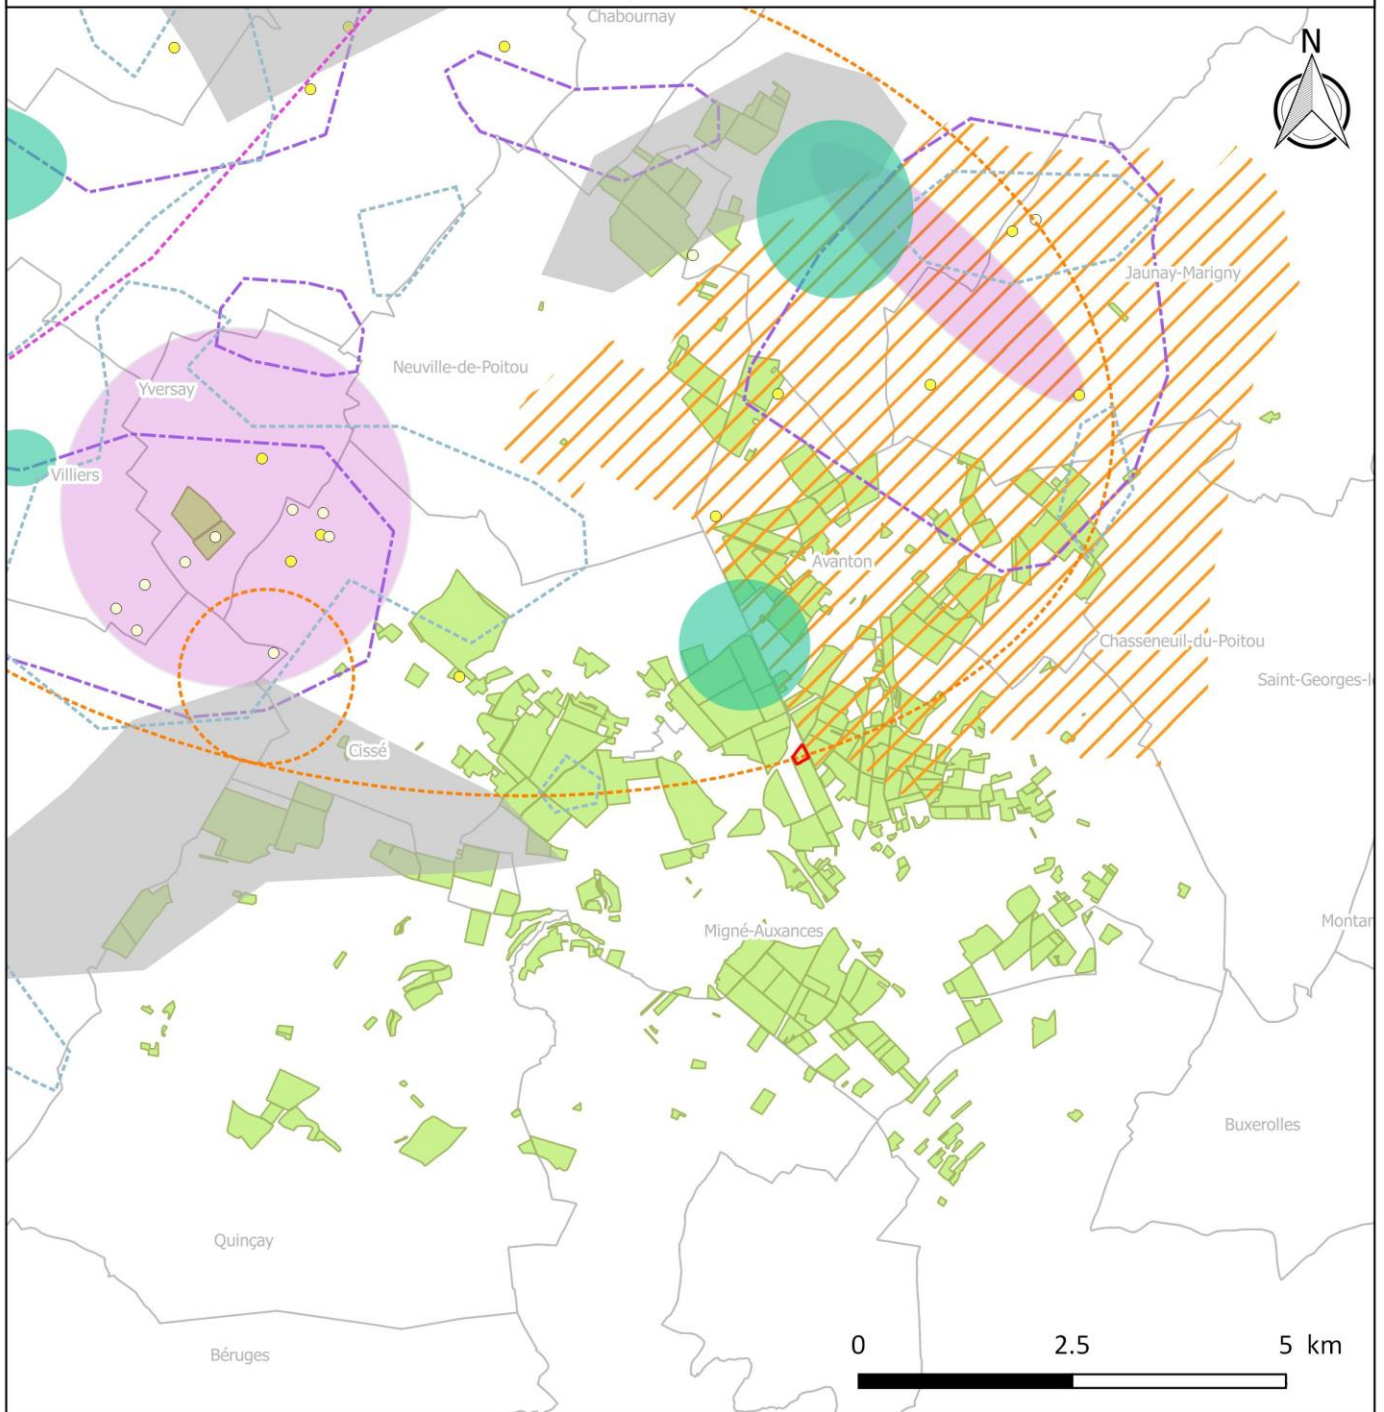 Chabournay
N
Jaunay-Marigny
Neuville-de-Poitou
Yversay
Villiers
Avanton
Chasseneuil-du-Poitou
Saint-Georges-l
Cissé
Migné-Auxances
Montar
Buxerolles
Quinçay
Béruges
0 2.5 5 km